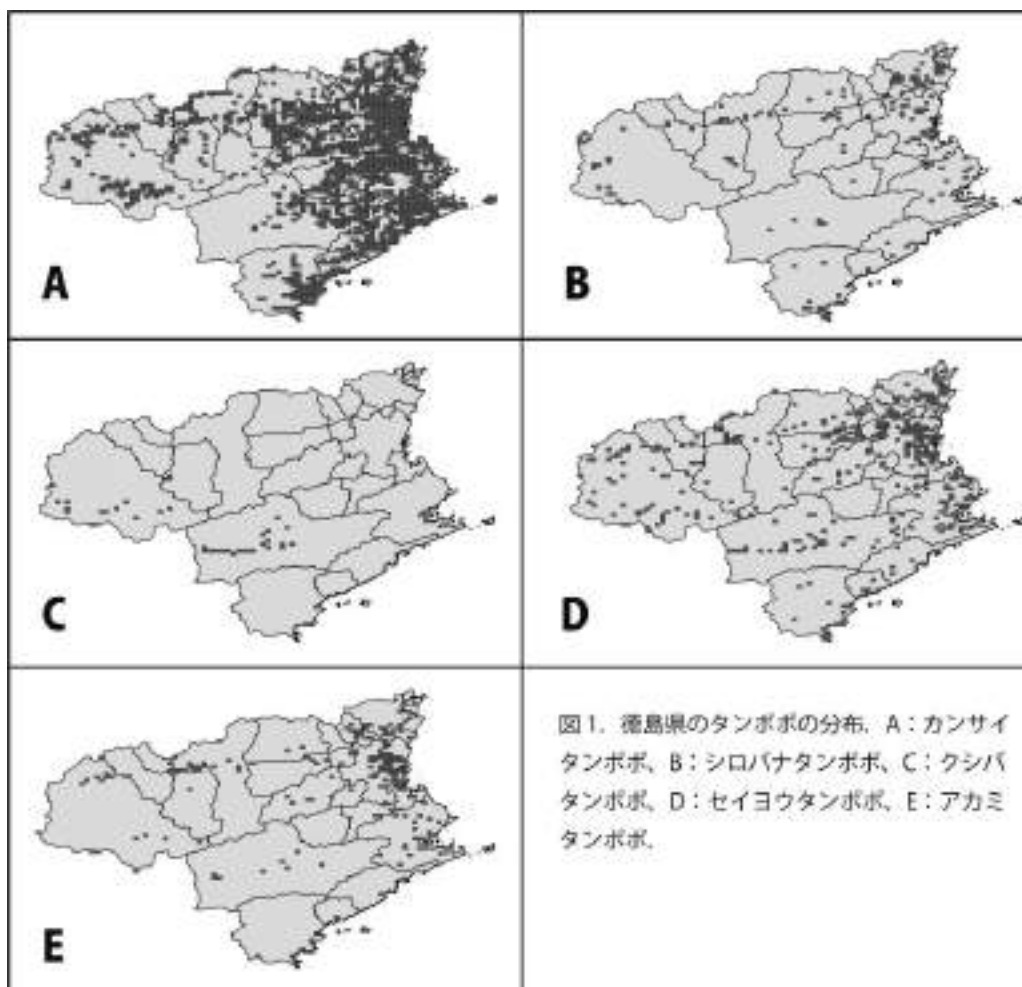 A
B
C
D
E
図1. 徳島県のタンポポの分布. A：カンサイ
タンポポ、B：シロバナタンポポ、C：クシバ
タンポポ、D：セイヨウタンポポ、E：アカミ
タンポポ.